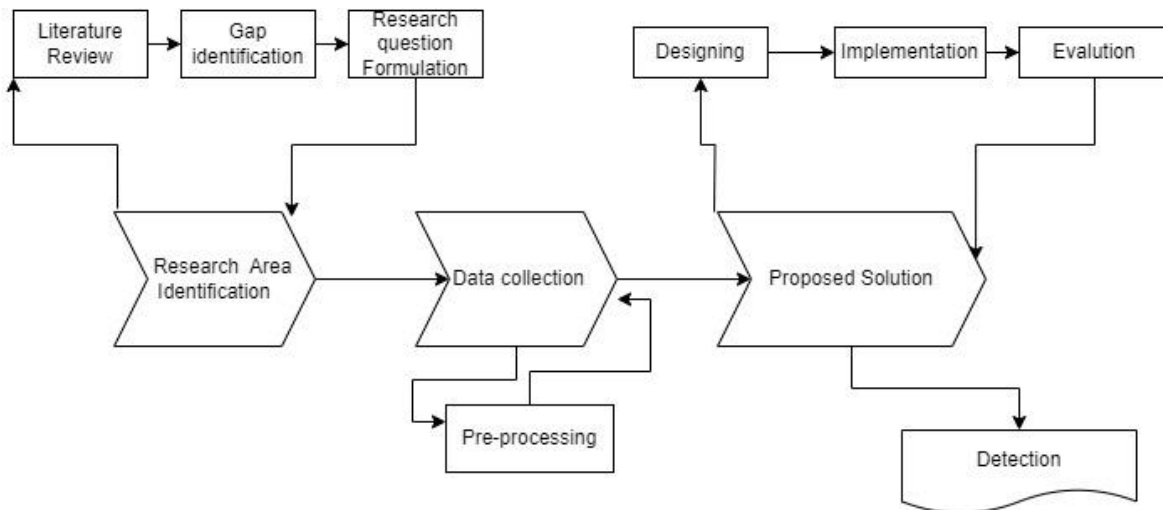 Literature
Review
Gap
identification
Research
question
Formulation
Designing
Implementation
Evalution
Research Area
Identification
Data collection
Proposed Solution
Pre-processing
Detection